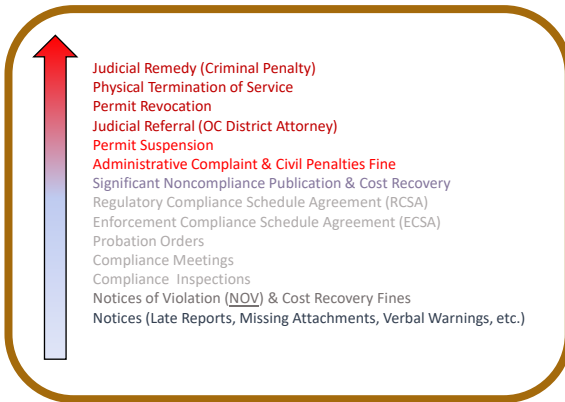 Judicial Remedy (Criminal Penalty)
Physical Termination of Service
Permit Revocation
Judicial Referral (OC District Attorney)
Permit Suspension
Administrative Complaint & Civil Penalties Fine
Significant Noncompliance Publication & Cost Recovery
Regulatory Compliance Schedule Agreement (RCSA)
Enforcement Compliance Schedule Agreement (ECSA)
Probation Orders
Compliance Meetings
Compliance  Inspections
Notices of Violation (NOV) & Cost Recovery Fines
Notices (Late Reports, Missing Attachments, Verbal Warnings, etc.)